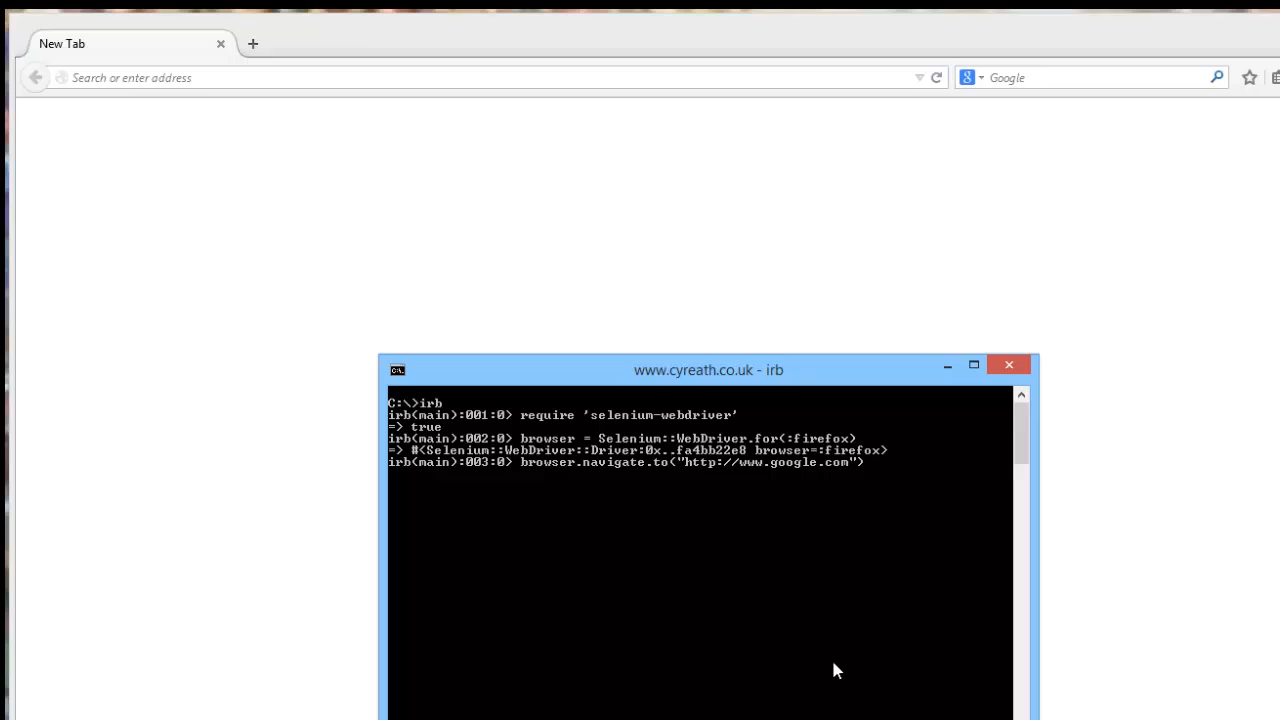 New Tab
Search or enter address
8 Google
www.cyreath.co.uk - irb
C:\>irb
irb(main):001:0> require 'selenium-webdriver'
=> true
irb(main):002:0> browser = Selenium::WebDriver.for(:firefox)
=> #<Selenium::WebDriver::Driver:0x..fa4bb22e8 browser=:firefox>
irb(main):003:0> browser.navigate.to("http://www.google.com")